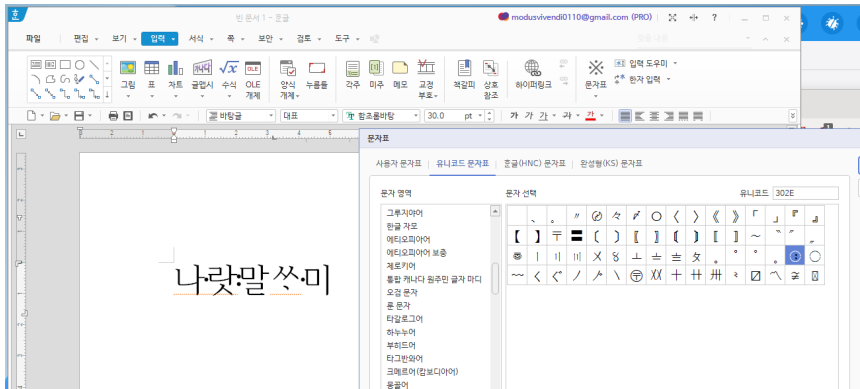 빈 문서 1 - 흔글
modusvivendi0110@gmail.com (PRO)
파일 편집 보기 입력 서식 쪽 보안 검토 도구
그림 표 차트 글맵시 수식 OLE 개체 양식 개체 누름틀 각주 미주 메모 교정 부호 책갈피 상호 참조 하이퍼링크 문자표 입력 도우미 한자 입력
바탕글 대표 함초롬바탕 30.0 pt 가 가 가 가 가
문자표
사용자 문자표 유니코드 문자표 흔글(HNC) 문자표 완성형(KS) 문자표
문자 영역 문자 선택 유니코드 302E
그루지야어
한글 자모
에티오피아어
에티오피아어 보충
체로키어
통합 캐나다 원주민 글자 마디
오검 문자
룬 문자
타갈로그어
하누누어
부히드어
타그반와어
크메르어(캄보디아어)
몽골어
나〮랏〯말ᄊᆞ〮미